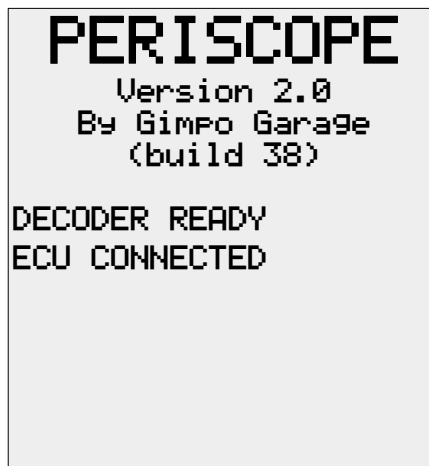 PERISCOPE
Version 2.0
By Gimpo Garage
(build 38)
DECODER READY
ECU CONNECTED